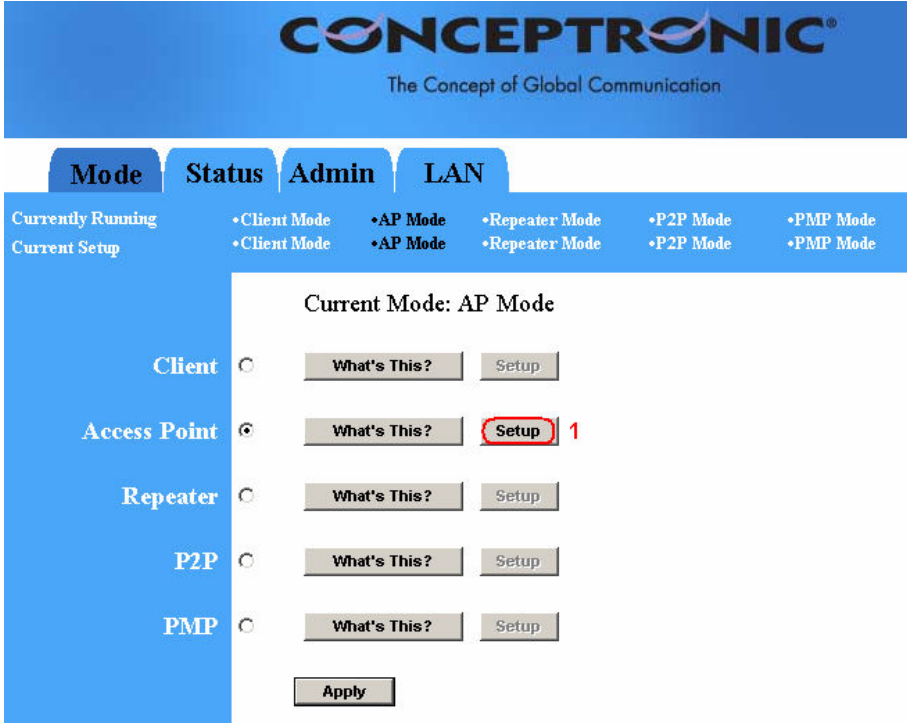 CONCEPTRONIC®
The Concept of Global Communication
Mode Status Admin LAN
Currently Running •Client Mode •AP Mode •Repeater Mode •P2P Mode •PMP Mode
Current Setup •Client Mode •AP Mode •Repeater Mode •P2P Mode •PMP Mode
Current Mode: AP Mode
Client What's This? Setup
Access Point What's This? Setup 1
Repeater What's This? Setup
P2P What's This? Setup
PMP What's This? Setup
Apply